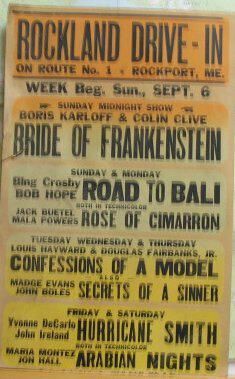 ROCKLAND DRIVE-IN
ON ROUTE No. 1 - ROCKPORT, ME.
WEEK Beg. Sun., SEPT. 6
SUNDAY MIDNIGHT SHOW
BORIS KARLOFF & COLIN CLIVE
BRIDE OF FRANKENSTEIN
SUNDAY & MONDAY
Bing Crosby
BOB HOPE
ROAD TO BALI
BOTH IN TECHNICOLOR
JACK BUETEL
MALA POWERS
ROSE OF CIMARRON
TUESDAY WEDNESDAY & THURSDAY
LOUIS HAYWARD & DOUGLAS FAIRBANKS, JR.
CONFESSIONS OF A MODEL
ALSO
MADGE EVANS
JOHN BOLES
SECRETS OF A SINNER
FRIDAY & SATURDAY
Yvonne DeCarlo
John Ireland
HURRICANE SMITH
BOTH IN TECHNICOLOR
MARIA MONTEZ
JON HALL
ARABIAN NIGHTS